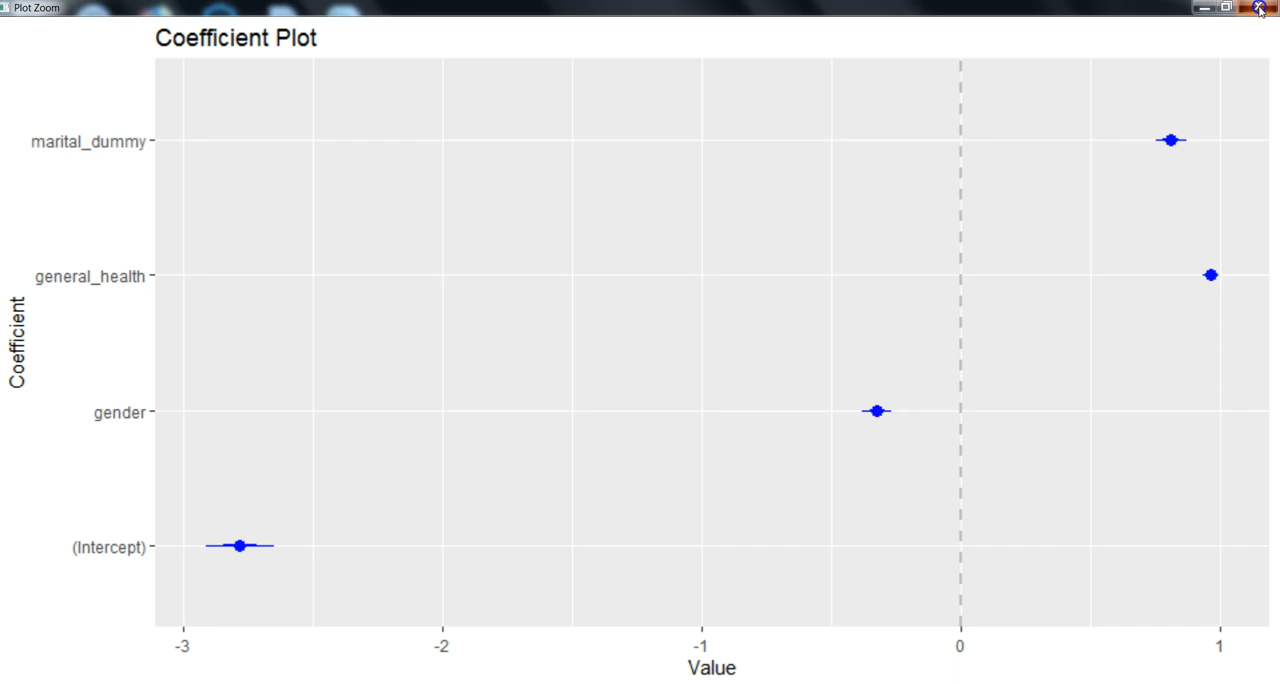 Plot Zoom
Coefficient Plot
marital_dummy
general_health
Coefficient
gender
(Intercept)
-3 -2 -1 0 1
Value